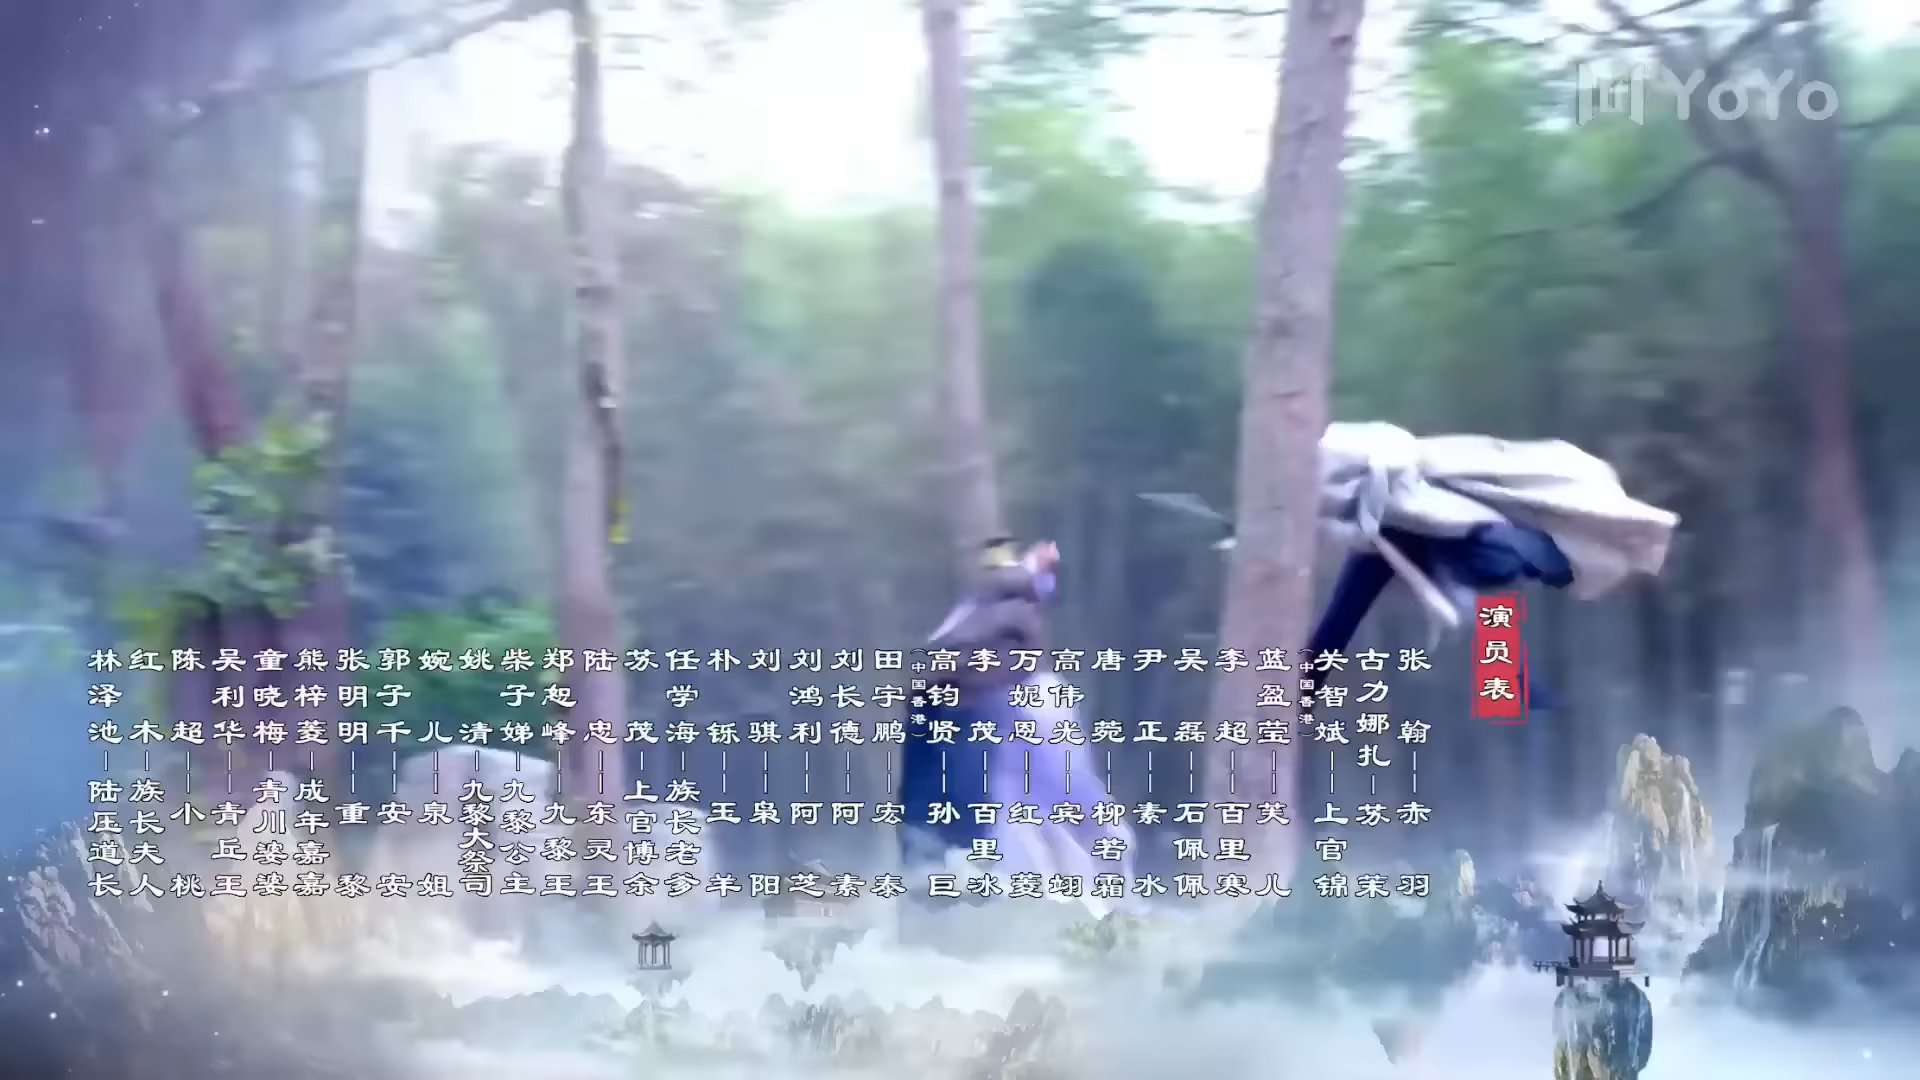 YoYo
演员表
张翰——赤羽
古力娜扎——苏茉
关智斌(中国香港)——上官锦
蓝盈莹——芙儿
李超——百里寒
吴磊——石佩佩
尹正——素水
唐菀——柳若霜
高伟光——宾翊
万妮恩——红菱
李茂——百里冰
高钧贤(中国香港)——孙巨
田宇鹏——宏泰
刘长德——阿素
刘鸿利——阿芝
刘骐——枭阳
朴铄——玉羊
任学海——族长老爹
苏茂——上官博余
陆忠——东灵王
郑恕峰——九黎王
柴子娣——九黎公主
姚清——九黎大祭司
婉儿——泉姐
郭子千——安安
张明明——重黎
熊梓菱——成年嘉嘉
童晓梅——青川婆婆
吴利华——青丘王
陈超——小桃
红木——族长夫人
林泽池——陆压道长